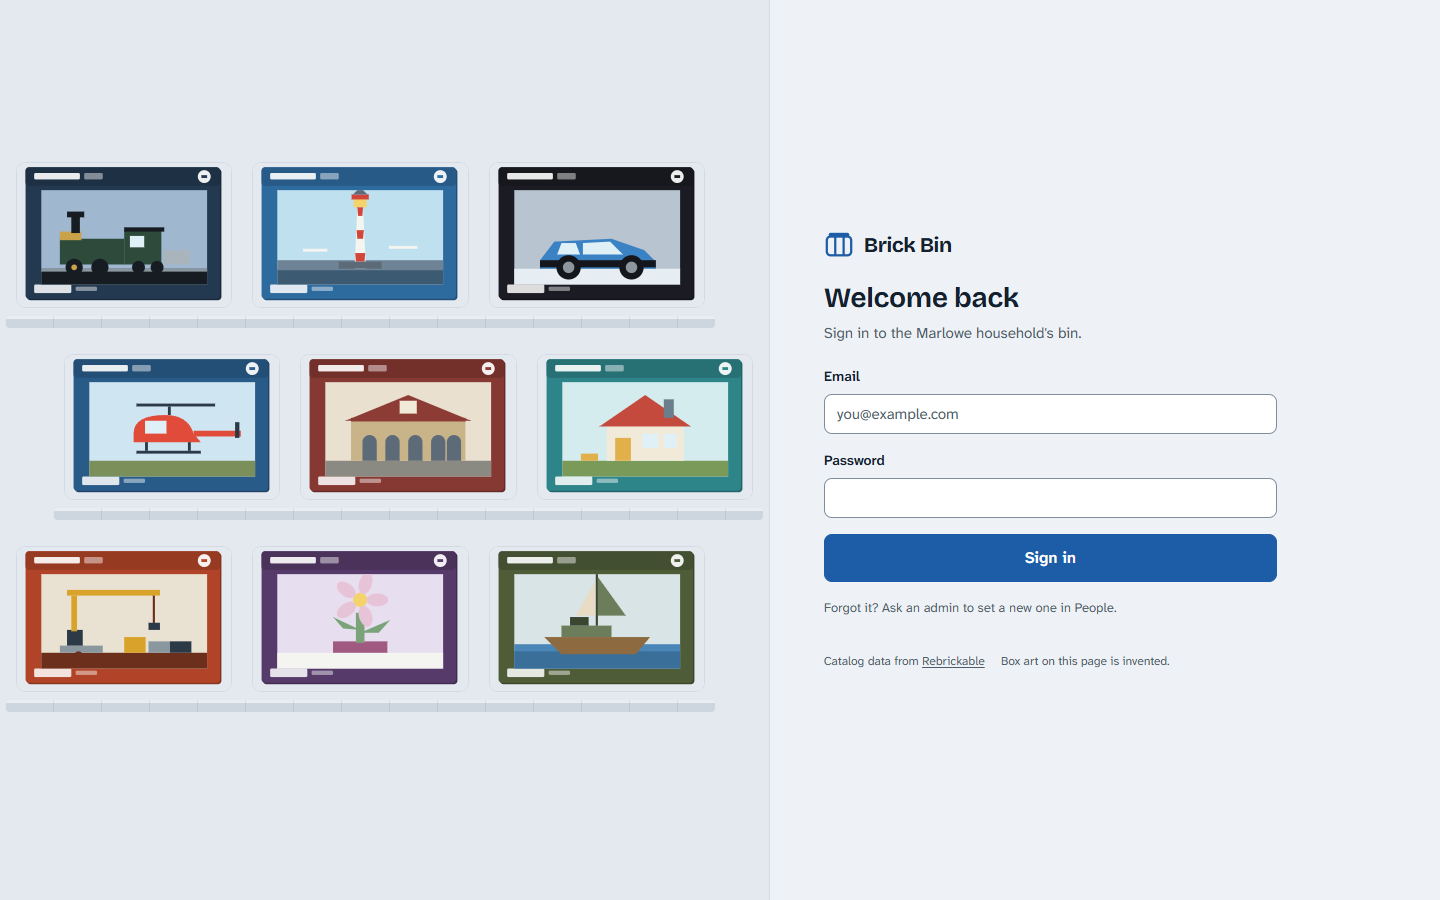 Brick Bin
Welcome back
Sign in to the Marlowe household's bin.
Email
you@example.com
Password
Sign in
Forgot it? Ask an admin to set a new one in People.
Catalog data from Rebrickable Box art on this page is invented.